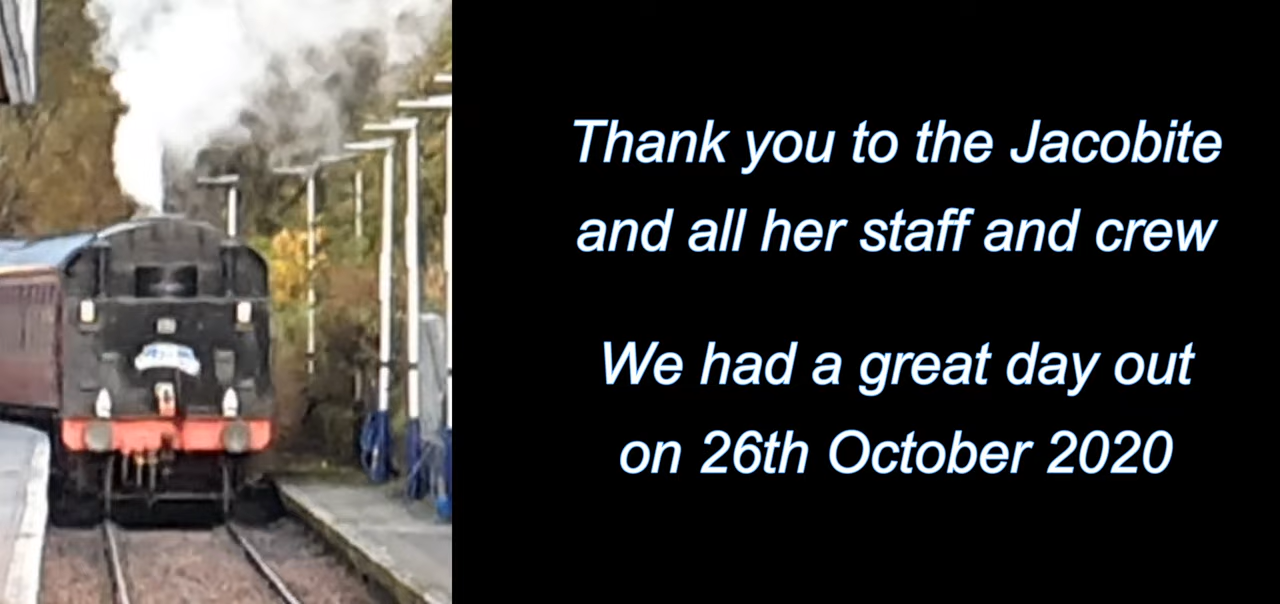 Thank you to the Jacobite
and all her staff and crew
We had a great day out
on 26th October 2020